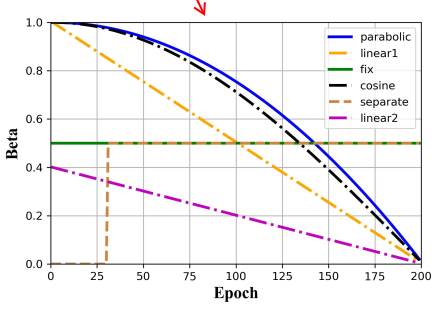 1.0
0.8
0.6
0.4
0.2
0.0
Beta
parabolic
linear1
fix
cosine
separate
linear2
0 25 50 75 100 125 150 175 200
Epoch